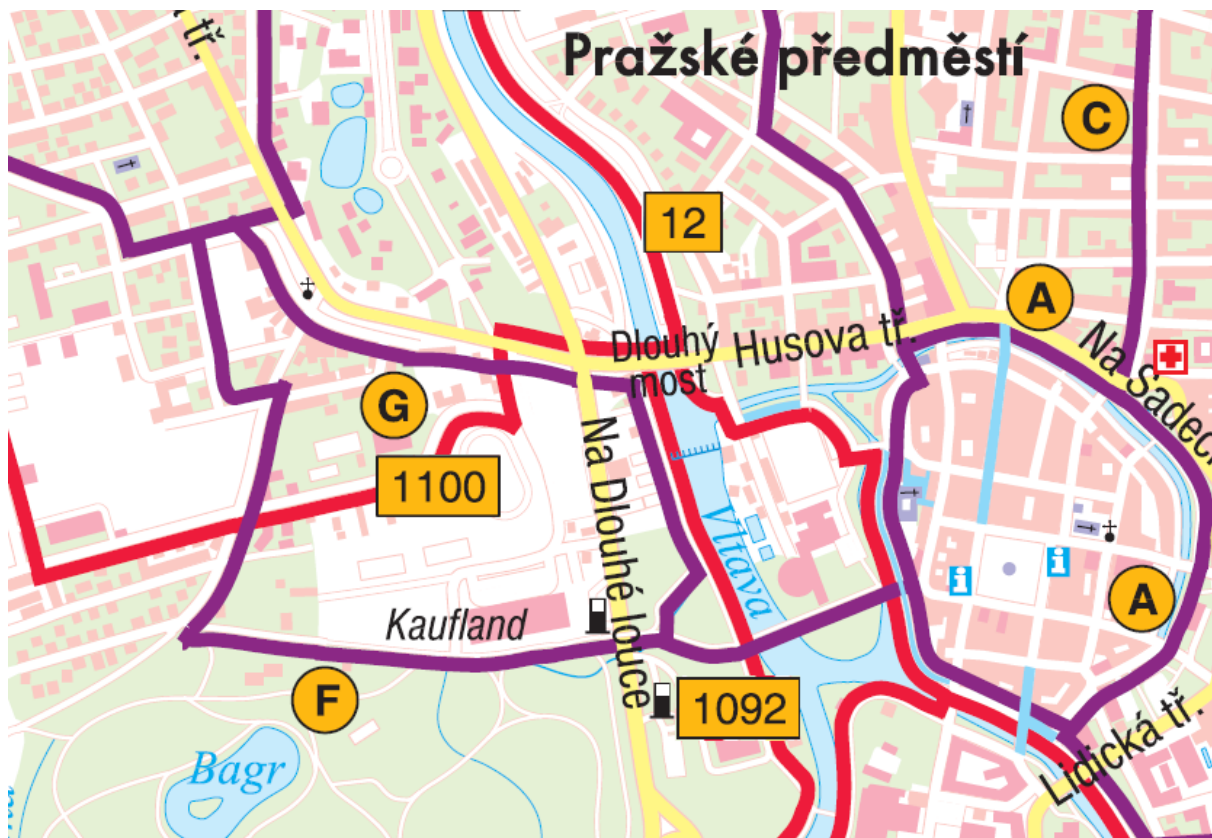 tř.
Pražské předměstí
C
12
A
Dlouhý
most
Husova tř.
Na Sadech
G
1100
Na Dlouhé louce
Vltava
i
i
A
Kaufland
F
1092
Lidická tř.
Bagr